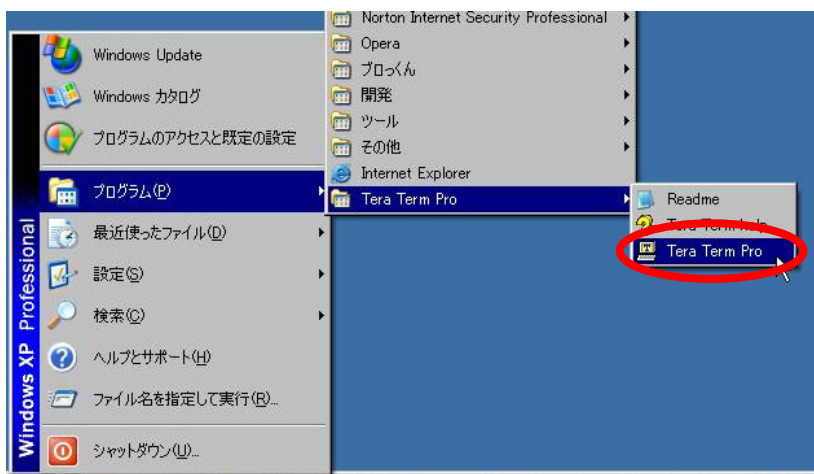 Windows XP Professional
Windows Update
Windows カタログ
プログラムのアクセスと既定の設定
プログラム(P)
最近使ったファイル(D)
設定(S)
検索(C)
ヘルプとサポート(H)
ファイル名を指定して実行(R)...
シャットダウン(U)...
Norton Internet Security Professional
Opera
ブロっくん
開発
ツール
その他
Internet Explorer
Tera Term Pro
Readme
Tera Term help
Tera Term Pro